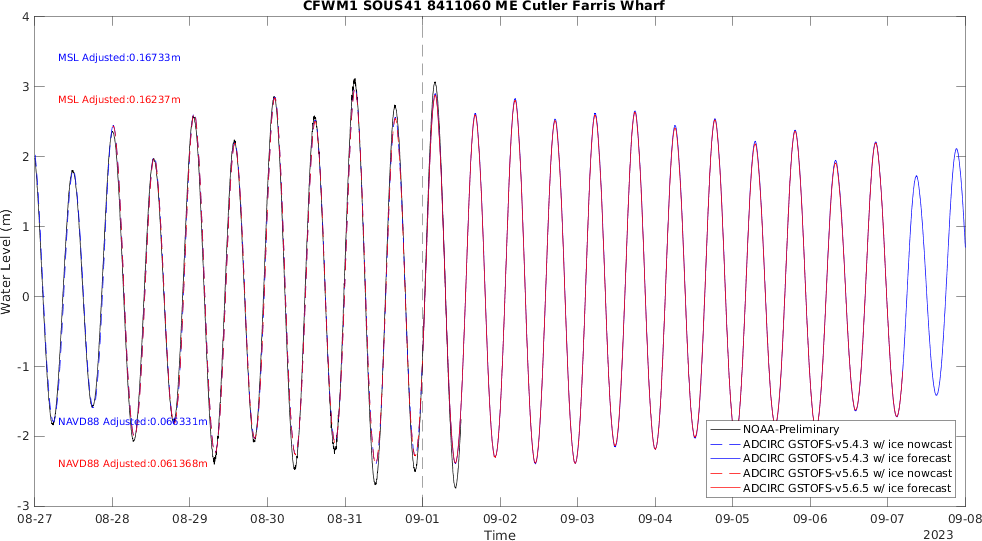 CFWM1 SOUS41 8411060 ME Cutler Farris Wharf
4
3
2
1
0
-1
-2
-3
Water Level (m)
MSL Adjusted:0.16733m
MSL Adjusted:0.16237m
NAVD88 Adjusted:0.066331m
NAVD88 Adjusted:0.061368m
NOAA-Preliminary
ADCIRC GSTOFS-v5.4.3 w/ ice nowcast
ADCIRC GSTOFS-v5.4.3 w/ ice forecast
ADCIRC GSTOFS-v5.6.5 w/ ice nowcast
ADCIRC GSTOFS-v5.6.5 w/ ice forecast
08-27 08-28 08-29 08-30 08-31 09-01 09-02 09-03 09-04 09-05 09-06 09-07 09-08
Time
2023